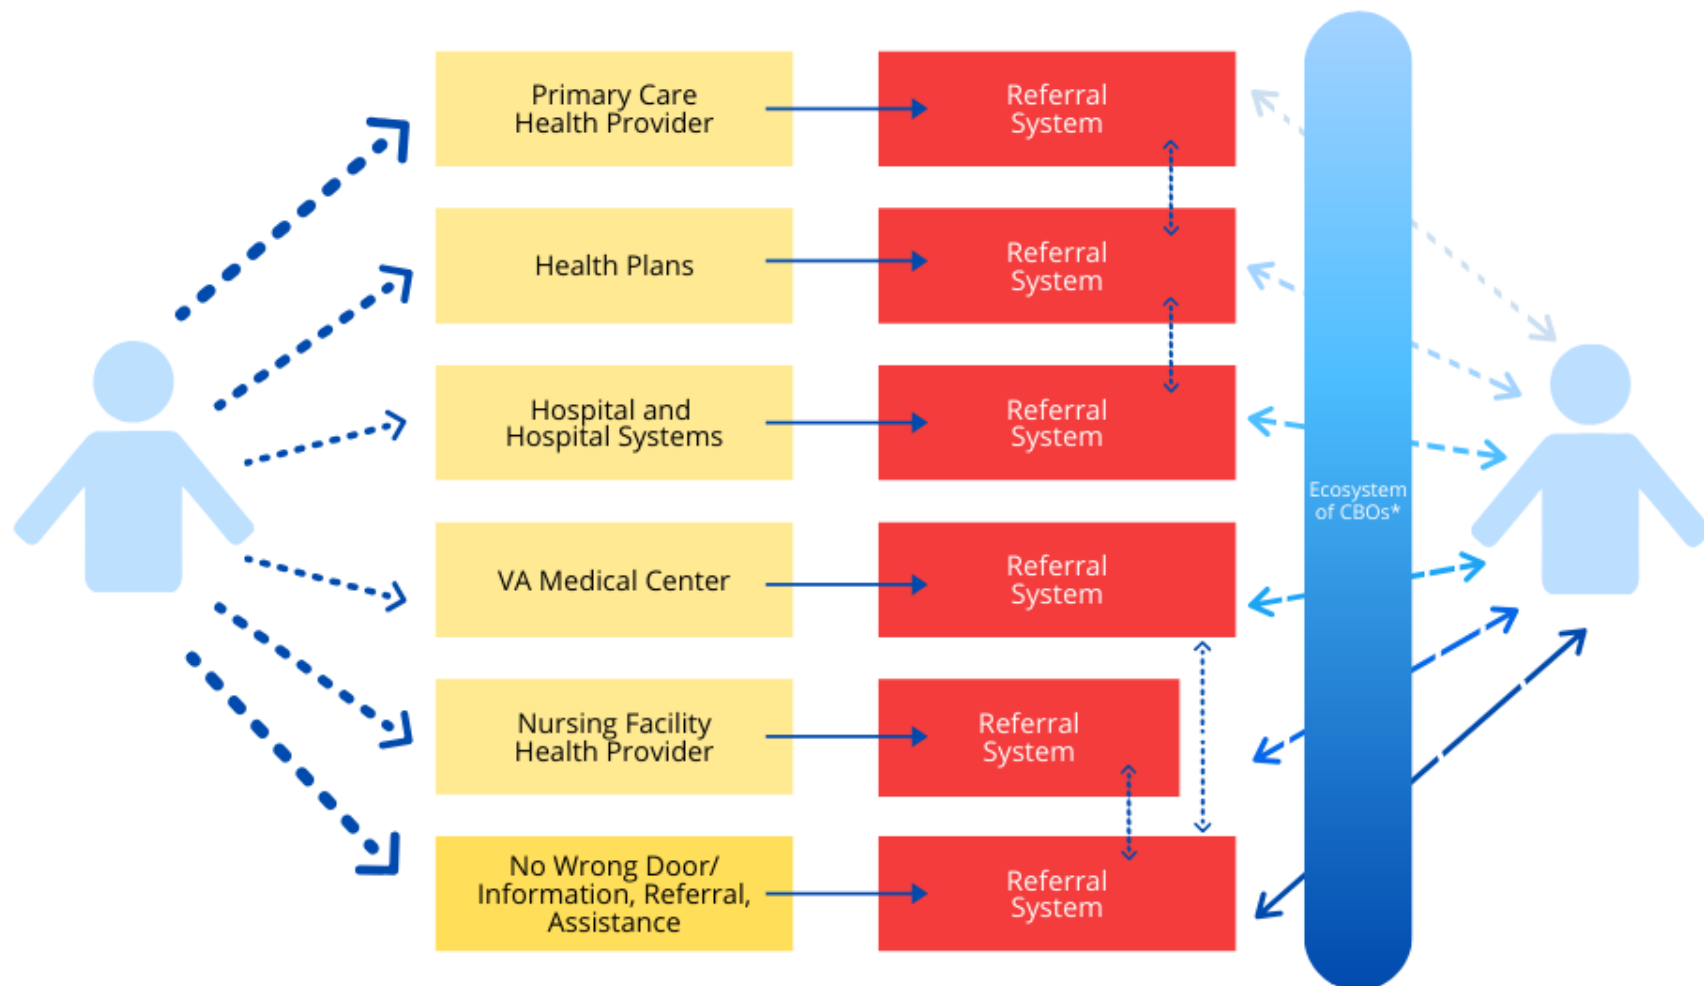 Primary Care
Health Provider
Referral
System
Health Plans
Referral
System
Hospital and
Hospital Systems
Referral
System
Ecosystem
of CBOs*
VA Medical Center
Referral
System
Nursing Facility
Health Provider
Referral
System
No Wrong Door/
Information, Referral,
Assistance
Referral
System